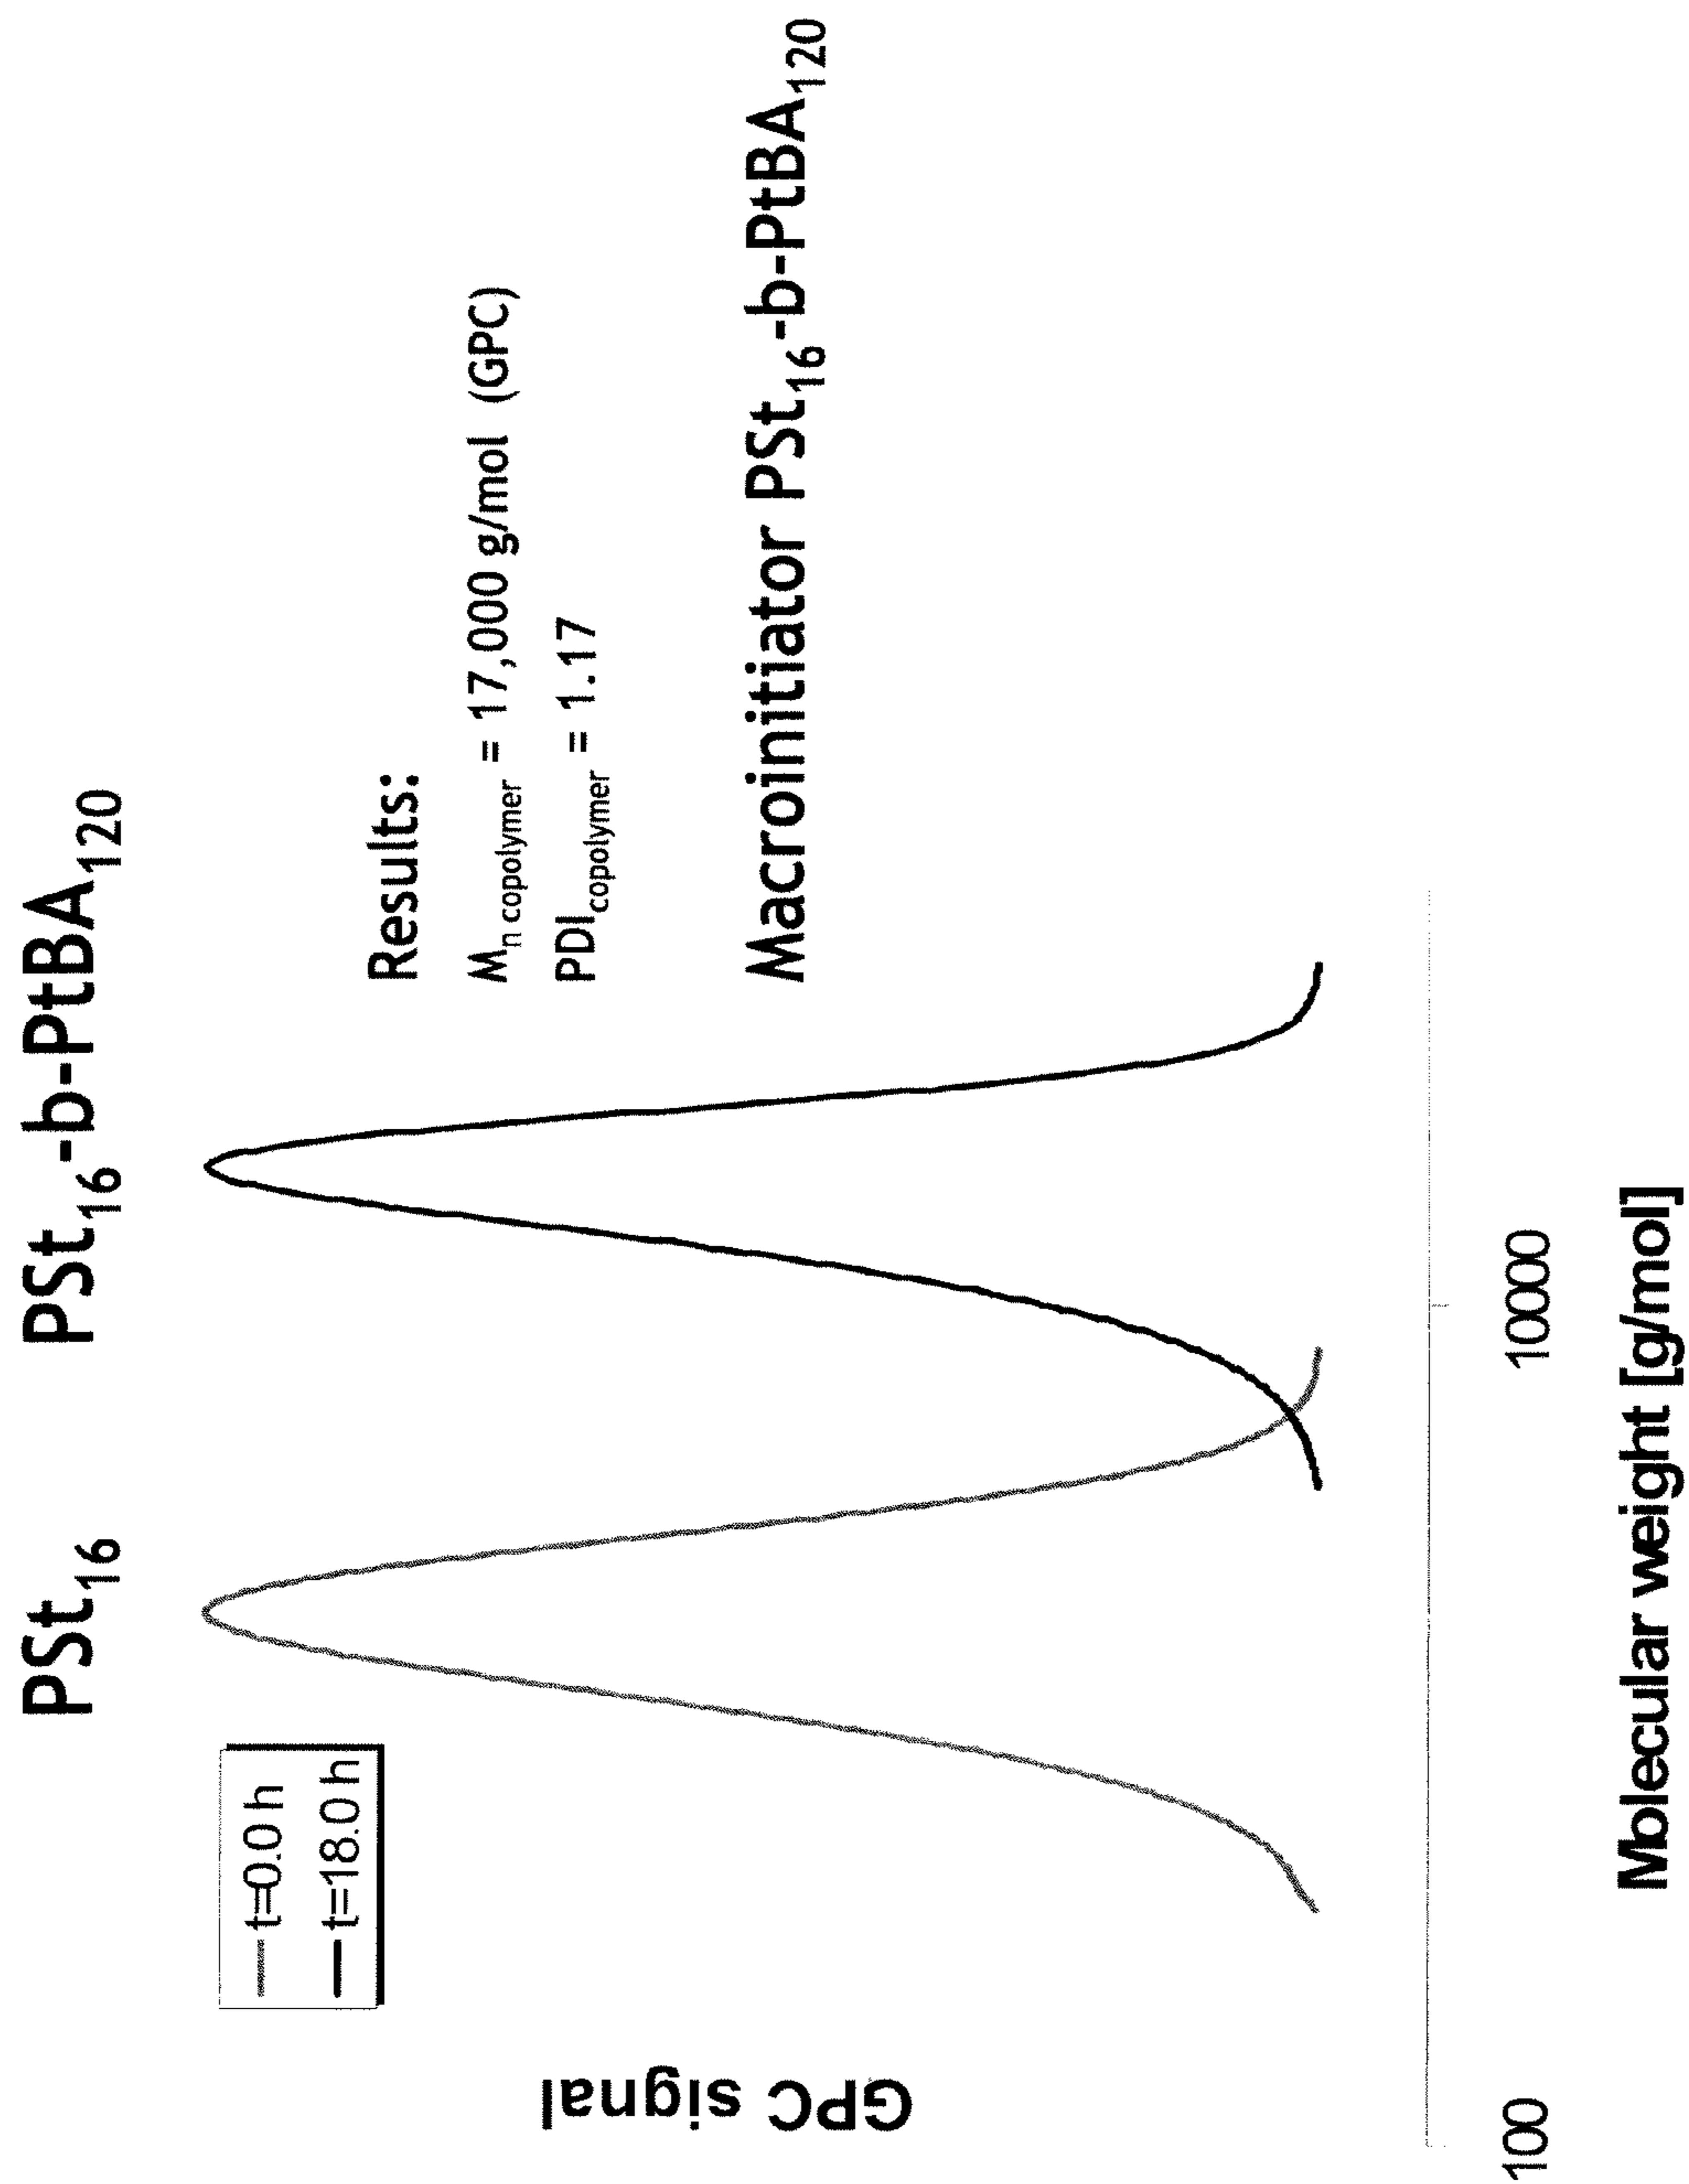 PSt16
PSt16-b-PtBA120
t=0.0 h
t=18.0 h
Results:
Mn copolymer = 17,000 g/mol (GPC)
PDIcopolymer = 1.17
Macroinitiator PSt16-b-PtBA120
GPC signal
100
10000
Molecular weight [g/mol]